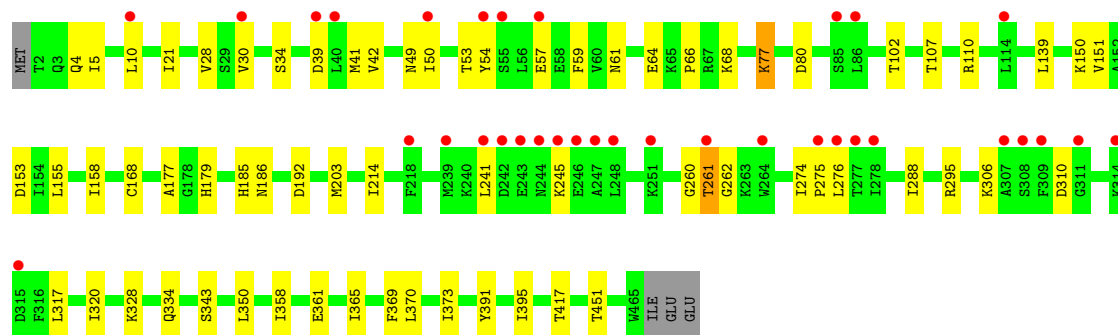 MET T2 Q3 Q4 I5 L10 I21 V28 S29 V30 S34 D39 L40 M41 V42 N49 I50 T53 Y54 S55 L56 E57 E58 F59 V60 N61 E64 K65 P66 R67 K68 K77 D80 S85 L86 T102 T107 R110 L114 L139 K150 V151 A152
D153 I154 L155 I158 C168 A177 G178 H179 H185 N186 D192 M203 I214 F218 M239 K240 L241 D242 E243 N244 K245 E246 A247 L248 K251 G260 T261 G262 K263 W264 I274 P275 L276 T277 I278 I288 R295 K306 A307 S308 F309 D310 G311 K314
D315 F316 L317 I320 K328 Q334 S343 L350 I358 E361 I365 F369 L370 I373 Y391 I395 T417 T451 W465 ILE GLU GLU